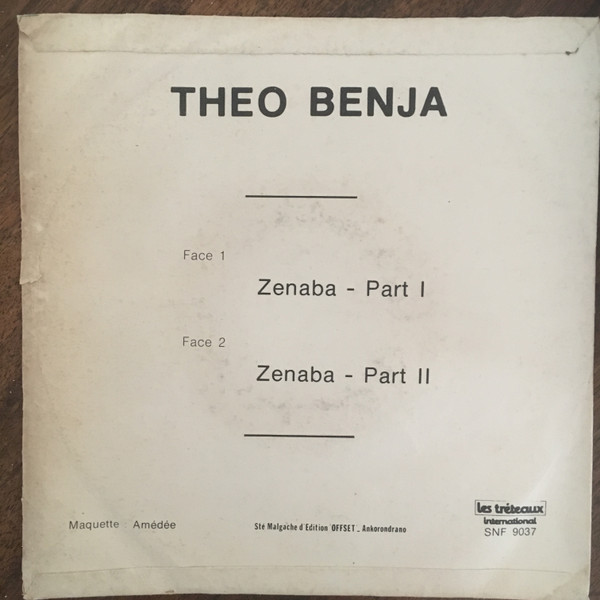 THEO BENJA
Face 1
Zenaba - Part I
Face 2
Zenaba - Part II
Maquette : Amédée
Sté Malgache d'Edition "OFFSET" _ Ankorondrano
les tréteaux
international
SNF 9037